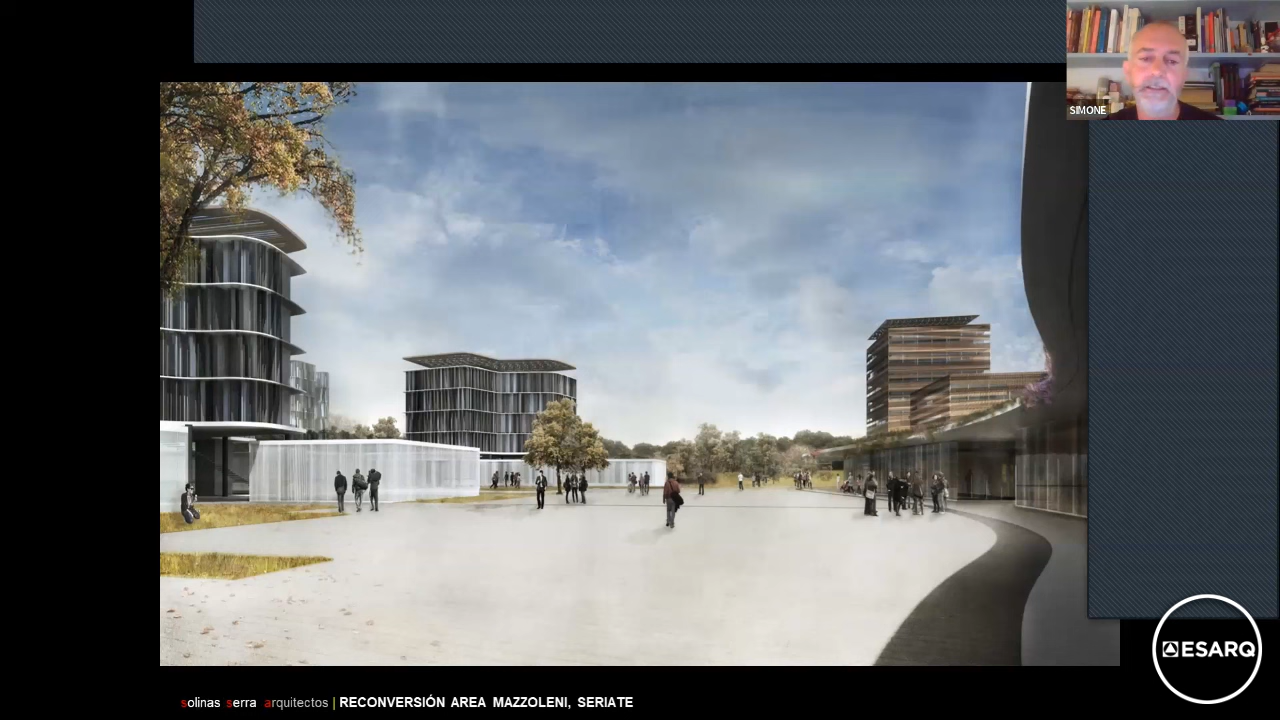 SIMONE
ESARQ
solinas serra arquitectos | RECONVERSIÓN AREA MAZZOLENI, SERIATE